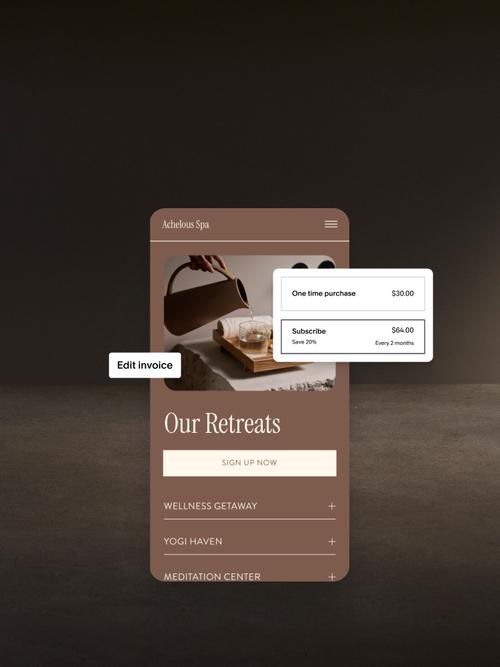 Achelous Spa
One time purchase $30.00
Subscribe $64.00
Save 20% Every 2 months
Edit invoice
Our Retreats
SIGN UP NOW
WELLNESS GETAWAY +
YOGI HAVEN +
MEDITATION CENTER +